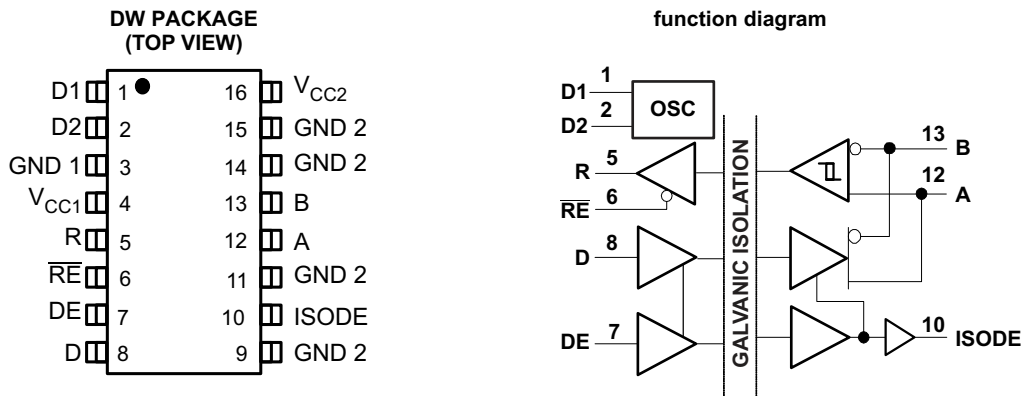 DW PACKAGE
(TOP VIEW)
D1 1 16 VCC2
D2 2 15 GND 2
GND 1 3 14 GND 2
VCC1 4 13 B
R 5 12 A
RE 6 11 GND 2
DE 7 10 ISODE
D 8 9 GND 2
function diagram
D1 1
OSC
D2 2
R 5
RE 6
D 8
DE 7
GALVANIC ISOLATION
13 B
12 A
10 ISODE